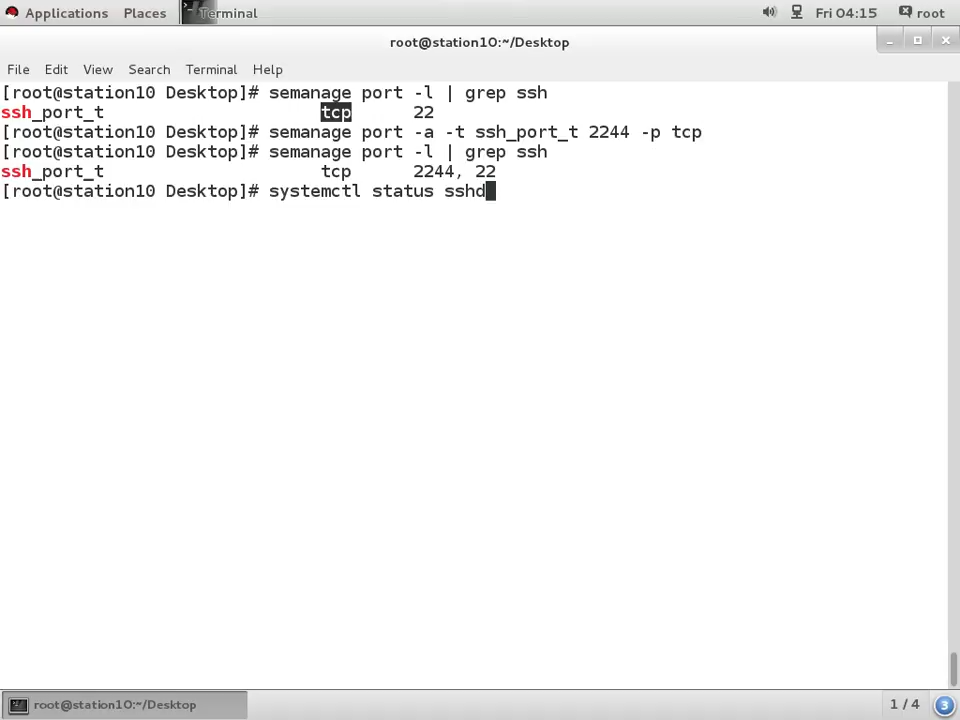 Applications Places Terminal Fri 04:15 root
root@station10:~/Desktop
File Edit View Search Terminal Help
[root@station10 Desktop]# semanage port -l | grep ssh
ssh_port_t tcp 22
[root@station10 Desktop]# semanage port -a -t ssh_port_t 2244 -p tcp
[root@station10 Desktop]# semanage port -l | grep ssh
ssh_port_t tcp 2244, 22
[root@station10 Desktop]# systemctl status sshd
root@station10:~/Desktop 1 / 4 3